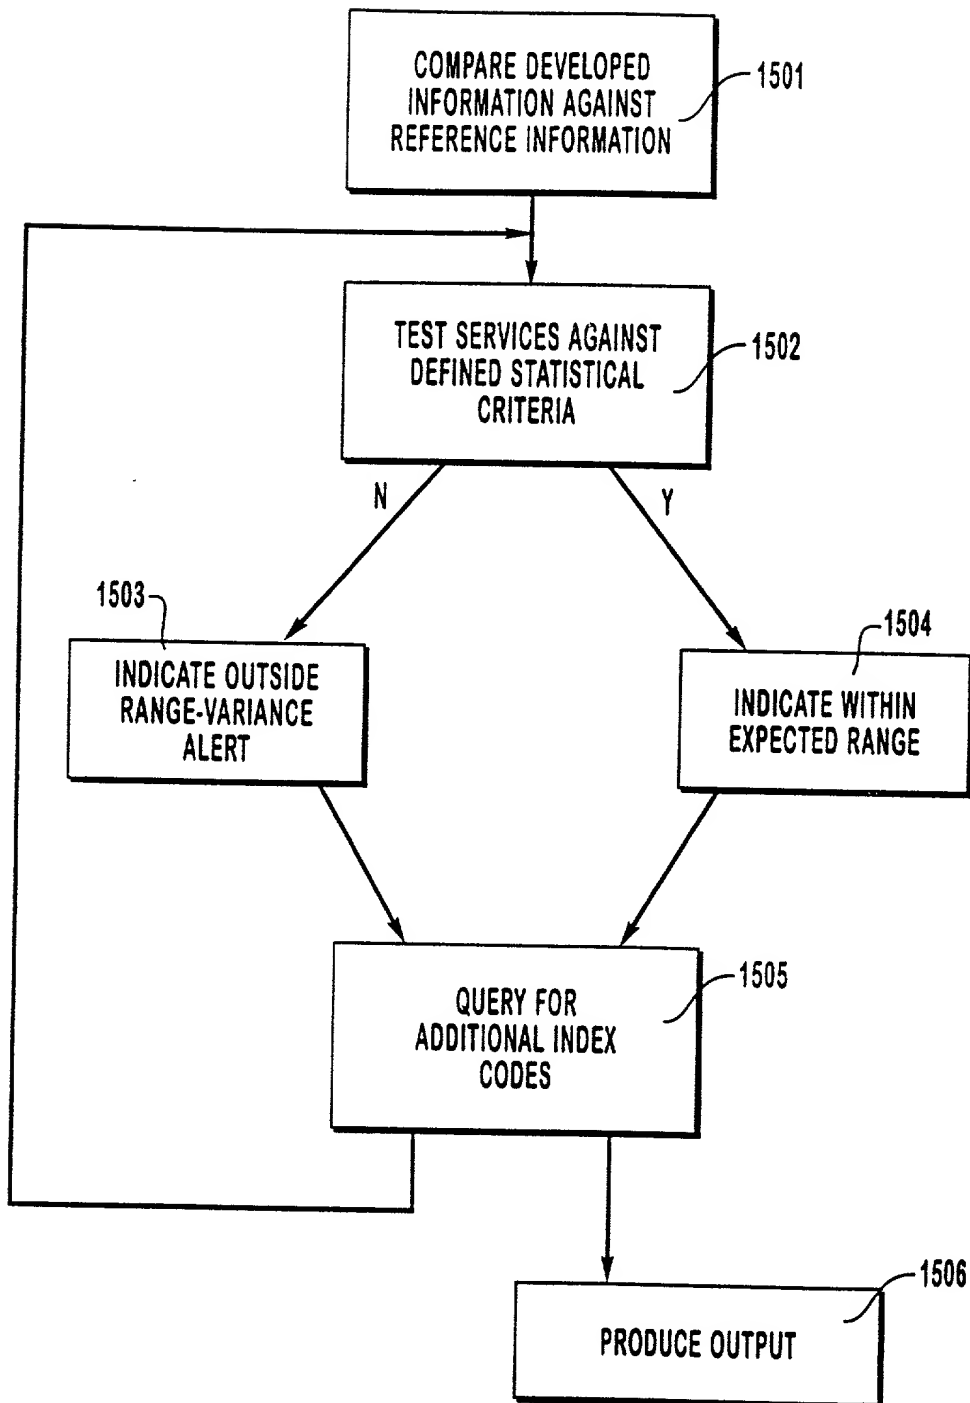 COMPARE DEVELOPED
INFORMATION AGAINST
REFERENCE INFORMATION
1501
TEST SERVICES AGAINST
DEFINED STATISTICAL
CRITERIA
1502
N
Y
1503
INDICATE OUTSIDE
RANGE-VARIANCE
ALERT
1504
INDICATE WITHIN
EXPECTED RANGE
QUERY FOR
ADDITIONAL INDEX
CODES
1505
PRODUCE OUTPUT
1506